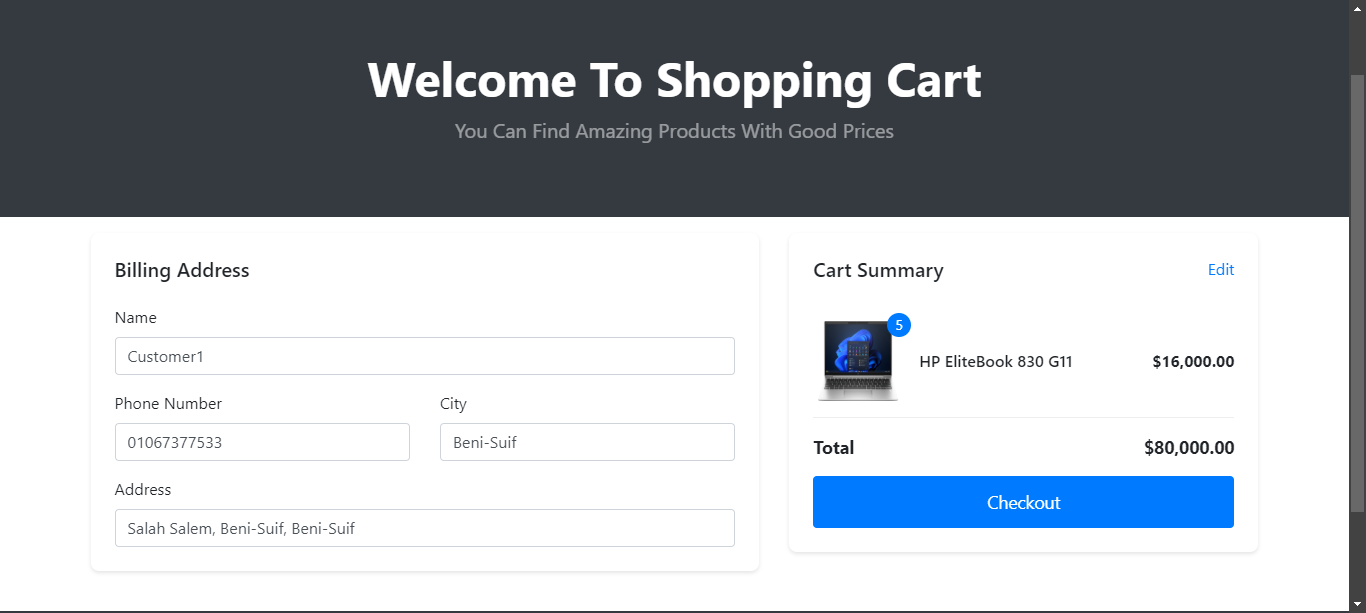 Welcome To Shopping Cart
You Can Find Amazing Products With Good Prices
Billing Address
Name
Customer1
Phone Number
City
01067377533
Beni-Suif
Address
Salah Salem, Beni-Suif, Beni-Suif
Cart Summary
Edit
5
HP EliteBook 830 G11
$16,000.00
Total
$80,000.00
Checkout